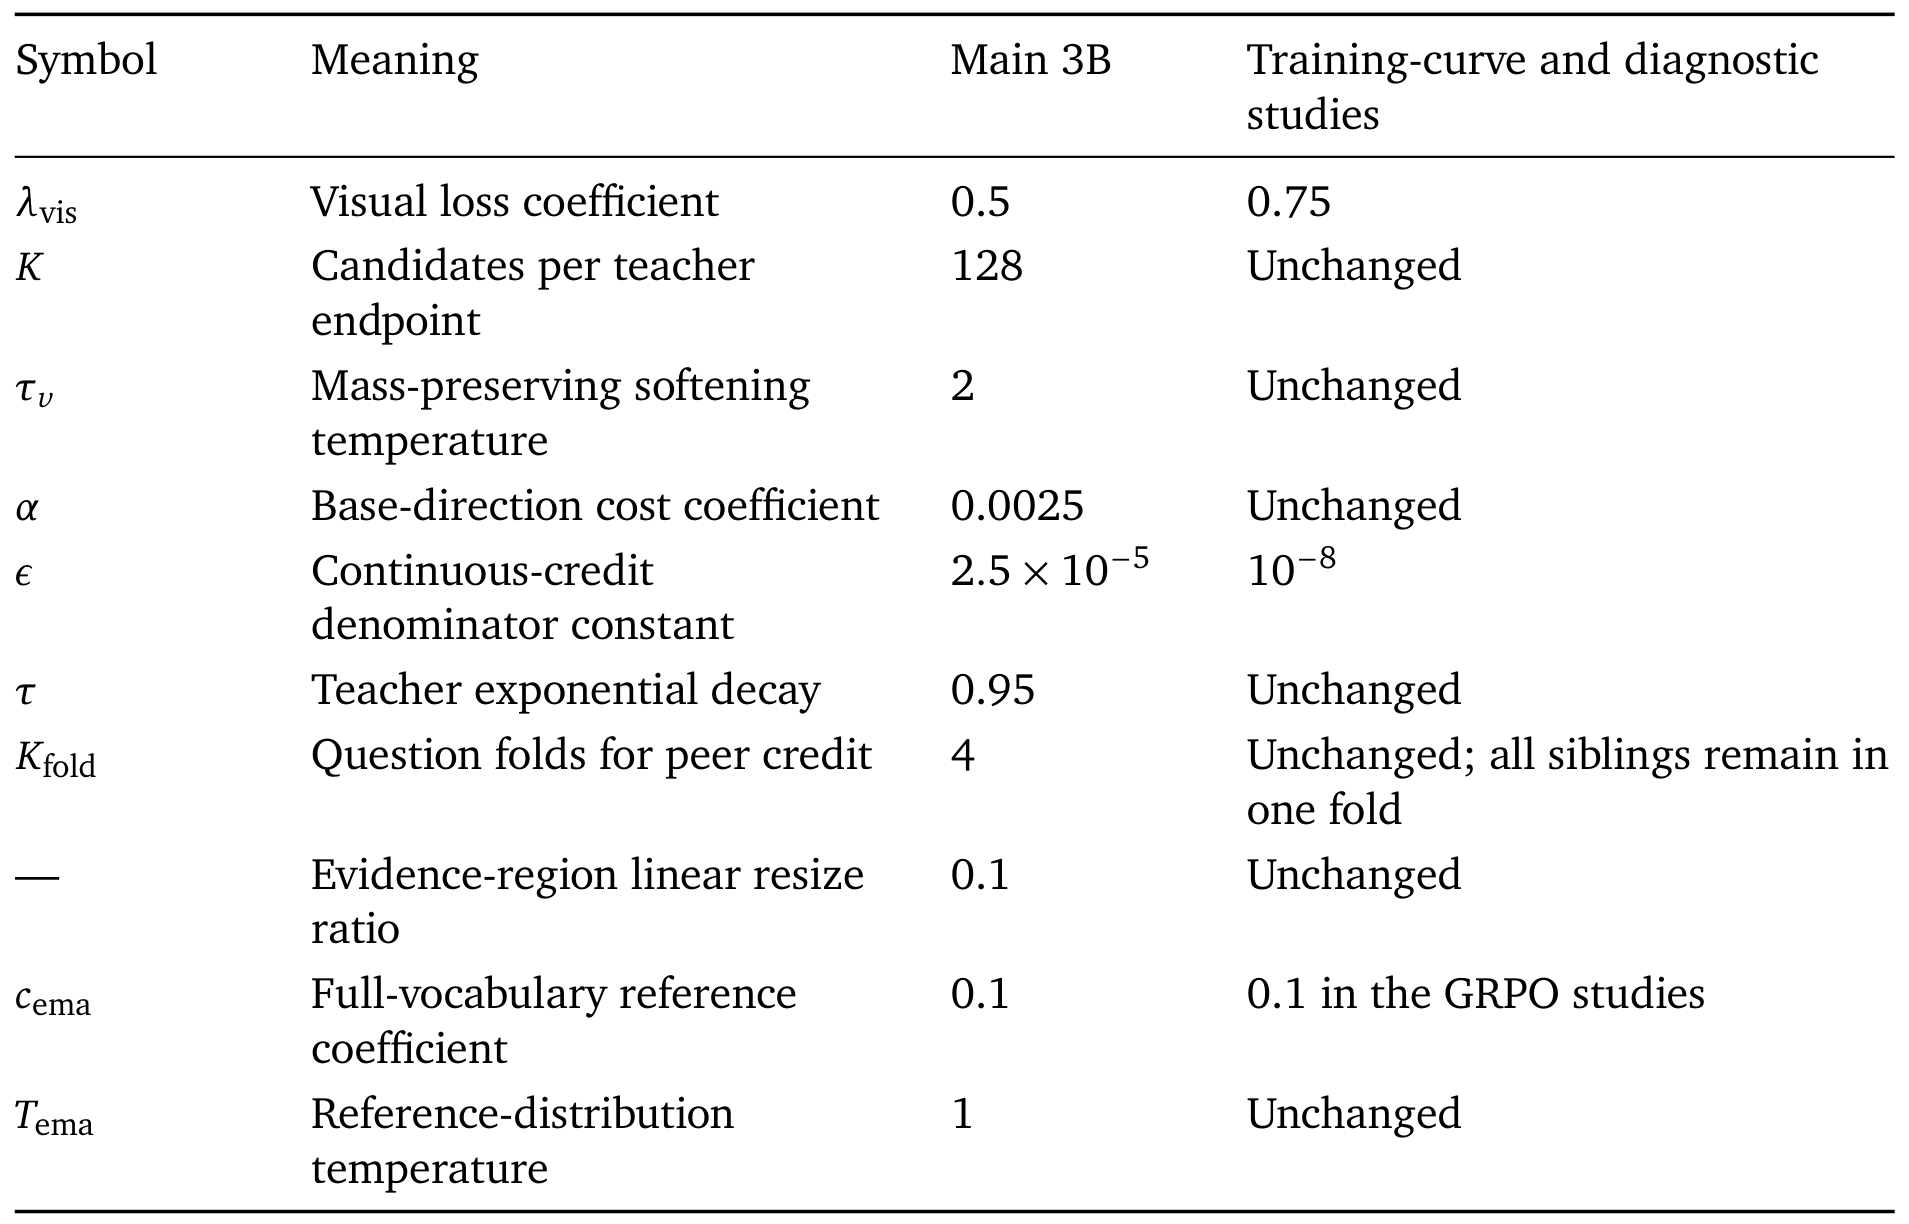 Symbol Meaning Main 3B Training-curve and diagnostic
studies
λvis Visual loss coefficient 0.5 0.75
K Candidates per teacher 128 Unchanged
endpoint
τv Mass-preserving softening 2 Unchanged
temperature
α Base-direction cost coefficient 0.0025 Unchanged
ϵ Continuous-credit 2.5 × 10⁻⁵ 10⁻⁸
denominator constant
τ Teacher exponential decay 0.95 Unchanged
Kfold Question folds for peer credit 4 Unchanged; all siblings remain in
one fold
— Evidence-region linear resize 0.1 Unchanged
ratio
cema Full-vocabulary reference 0.1 0.1 in the GRPO studies
coefficient
Tema Reference-distribution 1 Unchanged
temperature